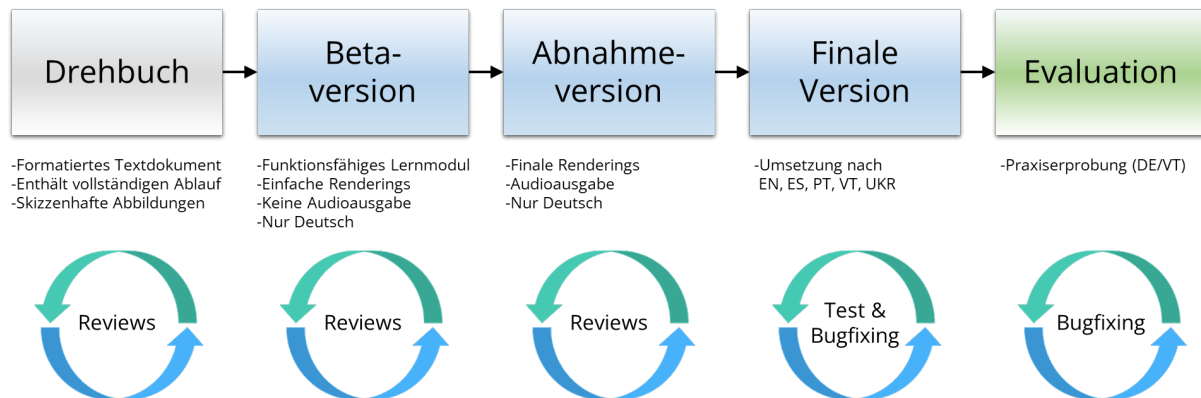 Drehbuch
Beta-
version
Abnahme-
version
Finale
Version
Evaluation
-Formatiertes Textdokument
-Enthält vollständigen Ablauf
-Skizzenhafte Abbildungen
-Funktionsfähiges Lernmodul
-Einfache Renderings
-Keine Audioausgabe
-Nur Deutsch
-Finale Renderings
-Audioausgabe
-Nur Deutsch
-Umsetzung nach
EN, ES, PT, VT, UKR
-Praxiserprobung (DE/VT)
Reviews
Reviews
Reviews
Test &
Bugfixing
Bugfixing